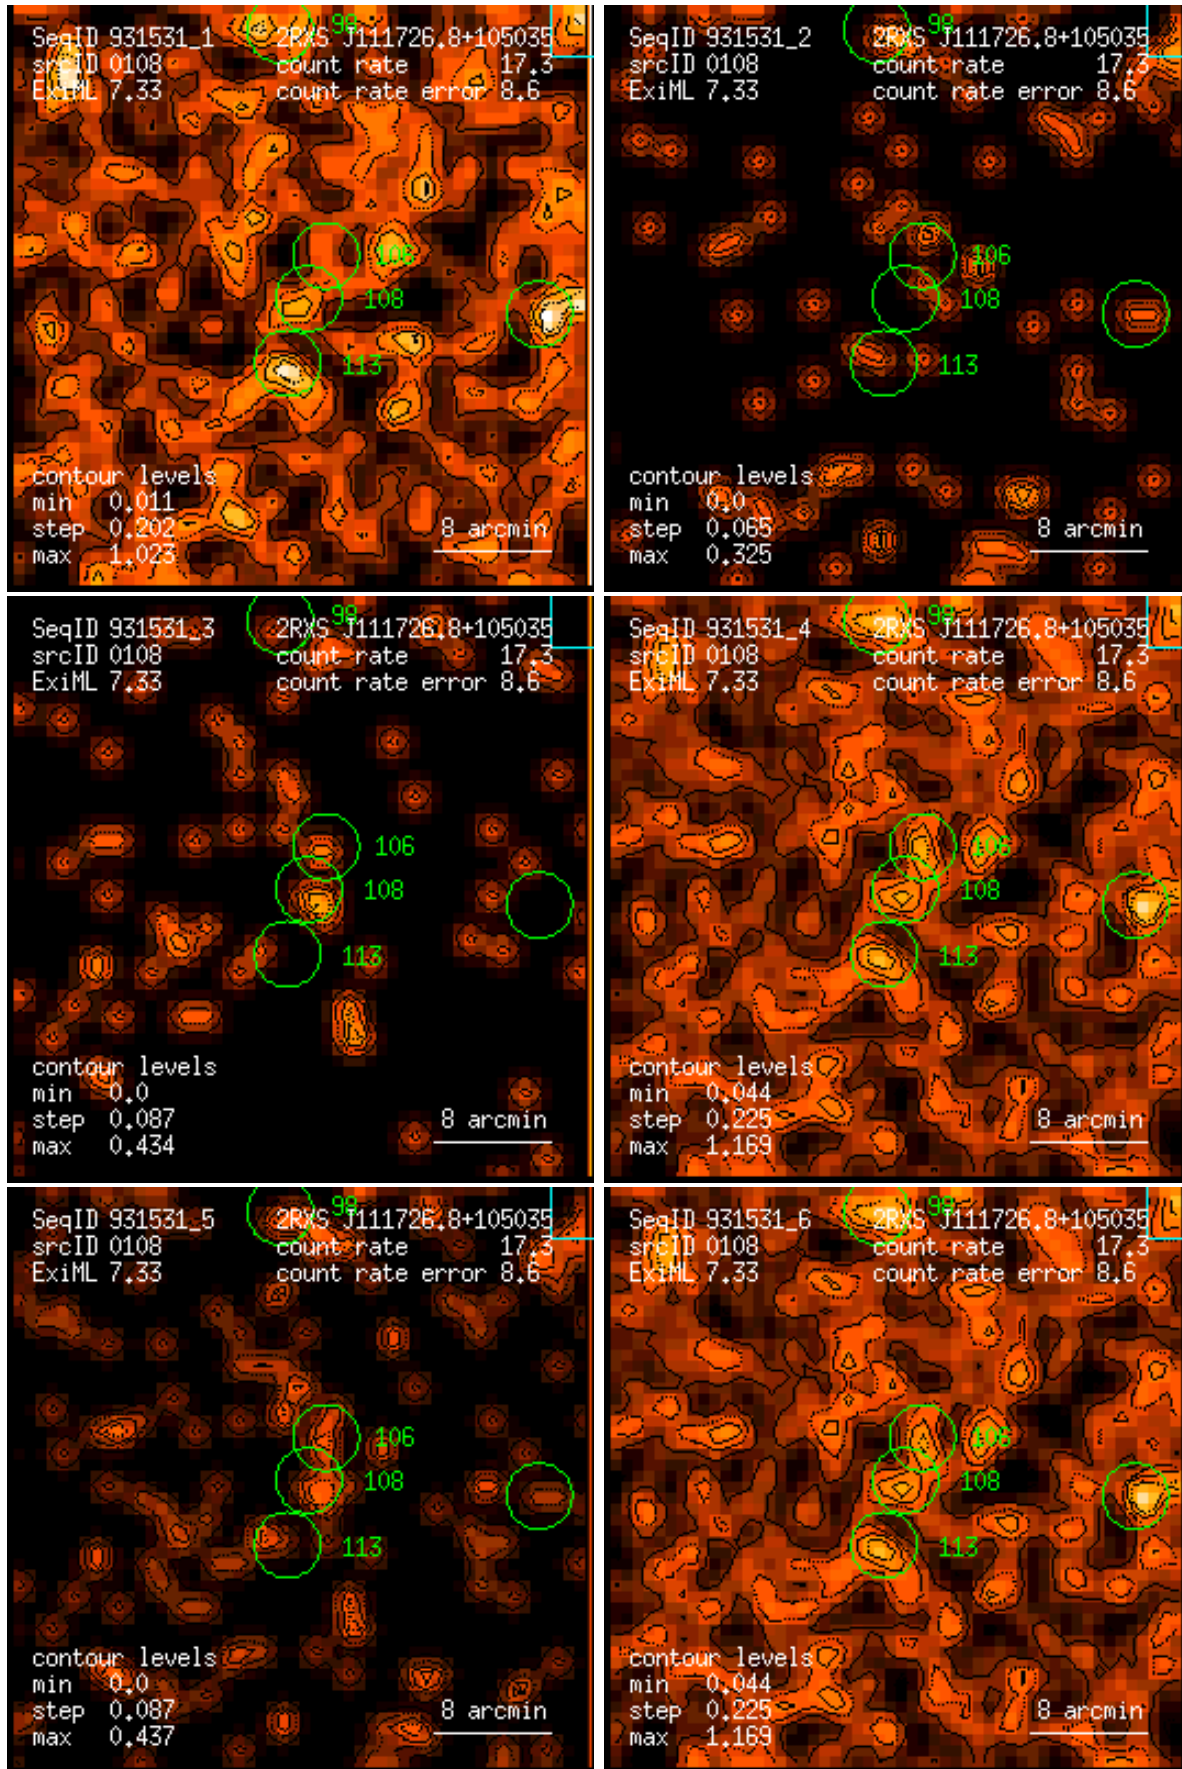 98
SeqID 931531_1 2RXS J111726.8+105035
srcID 0108 count rate 17.3
ExiML 7.33 count rate error 8.6
106
108
113
contour levels
min 0.011
step 0.202 8 arcmin
max 1.023
98
SeqID 931531_2 2RXS J111726.8+105035
srcID 0108 count rate 17.3
ExiML 7.33 count rate error 8.6
106
108
113
contour levels
min 0.0
step 0.065 8 arcmin
max 0.325
98
SeqID 931531_3 2RXS J111726.8+105035
srcID 0108 count rate 17.3
ExiML 7.33 count rate error 8.6
106
108
113
contour levels
min 0.0
step 0.087 8 arcmin
max 0.434
98
SeqID 931531_4 2RXS J111726.8+105035
srcID 0108 count rate 17.3
ExiML 7.33 count rate error 8.6
106
108
113
contour levels
min 0.044
step 0.225 8 arcmin
max 1.169
98
SeqID 931531_5 2RXS J111726.8+105035
srcID 0108 count rate 17.3
ExiML 7.33 count rate error 8.6
106
108
113
contour levels
min 0.0
step 0.087 8 arcmin
max 0.437
98
SeqID 931531_6 2RXS J111726.8+105035
srcID 0108 count rate 17.3
ExiML 7.33 count rate error 8.6
106
108
113
contour levels
min 0.044
step 0.225 8 arcmin
max 1.169